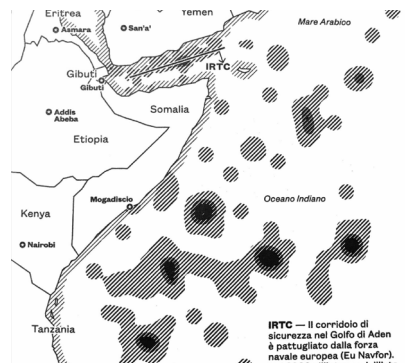 Eritrea
Yemen
Asmara
San'a'
Mare Arabico
IRTC
Gibuti
Gibuti
Addis
Abeba
Somalia
Etiopia
Mogadiscio
Oceano Indiano
Kenya
Nairobi
Tanzania
IRTC — Il corridoio di
sicurezza nel Golfo di Aden
è pattugliato dalla forza
navale europea (Eu Navfor).